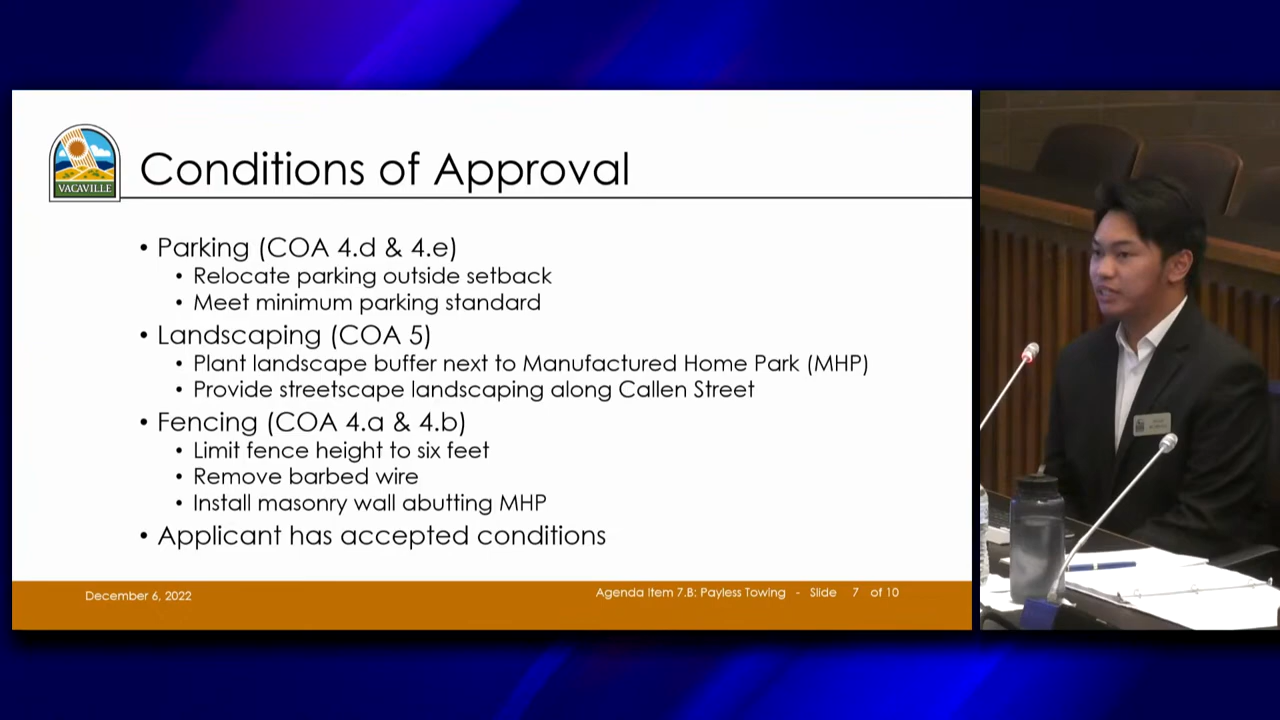 VACAVILLE
Conditions of Approval
• Parking (COA 4.d & 4.e)
• Relocate parking outside setback
• Meet minimum parking standard
• Landscaping (COA 5)
• Plant landscape buffer next to Manufactured Home Park (MHP)
• Provide streetscape landscaping along Callen Street
• Fencing (COA 4.a & 4.b)
• Limit fence height to six feet
• Remove barbed wire
• Install masonry wall abutting MHP
• Applicant has accepted conditions
December 6, 2022
Agenda Item 7.B: Payless Towing - Slide 7 of 10